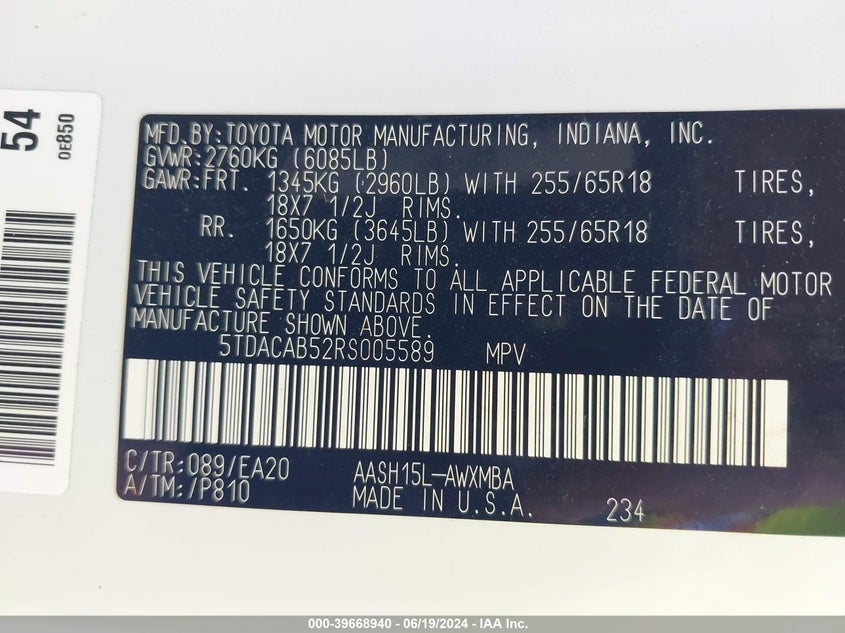 54
0E850
MFD.BY:TOYOTA MOTOR MANUFACTURING, INDIANA, INC.
GVWR:2760KG (6085LB)
GAWR:FRT. 1345KG (2960LB) WITH 255/65R18 TIRES,
18X7 1/2J RIMS.
RR. 1650KG (3645LB) WITH 255/65R18 TIRES,
18X7 1/2J RIMS.
THIS VEHICLE CONFORMS TO ALL APPLICABLE FEDERAL MOTOR
VEHICLE SAFETY STANDARDS IN EFFECT ON THE DATE OF
MANUFACTURE SHOWN ABOVE.
5TDACAB52RS005589 MPV
C/TR:089/EA20 AASH15L-AWXMBA
A/TM:/P810 MADE IN U.S.A. 234
000-39668940 - 06/19/2024 - IAA Inc.